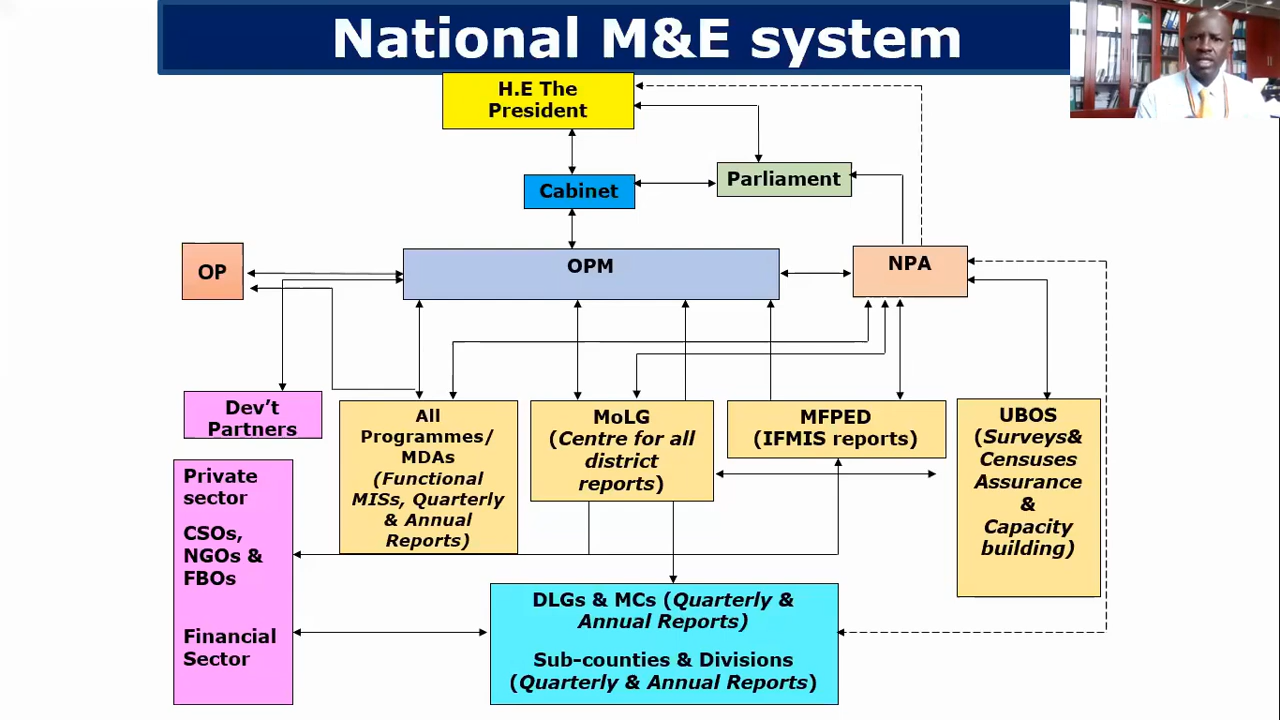 National M&E system
H.E The
President
Cabinet
Parliament
OP
OPM
NPA
Dev’t
Partners
All
Programmes/
MDAs
(Functional
MISs, Quarterly
& Annual
Reports)
MoLG
(Centre for all
district
reports)
MFPED
(IFMIS reports)
UBOS
(Surveys&
Censuses
Assurance
&
Capacity
building)
Private
sector
CSOs,
NGOs &
FBOs
Financial
Sector
DLGs & MCs (Quarterly &
Annual Reports)
Sub-counties & Divisions
(Quarterly & Annual Reports)